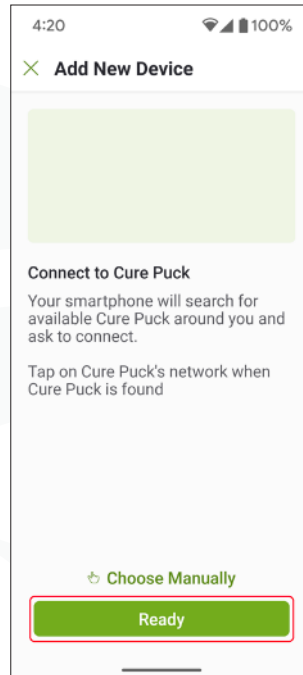 4:20 100%
Add New Device
Connect to Cure Puck
Your smartphone will search for
available Cure Puck around you and
ask to connect.
Tap on Cure Puck's network when
Cure Puck is found
Choose Manually
Ready